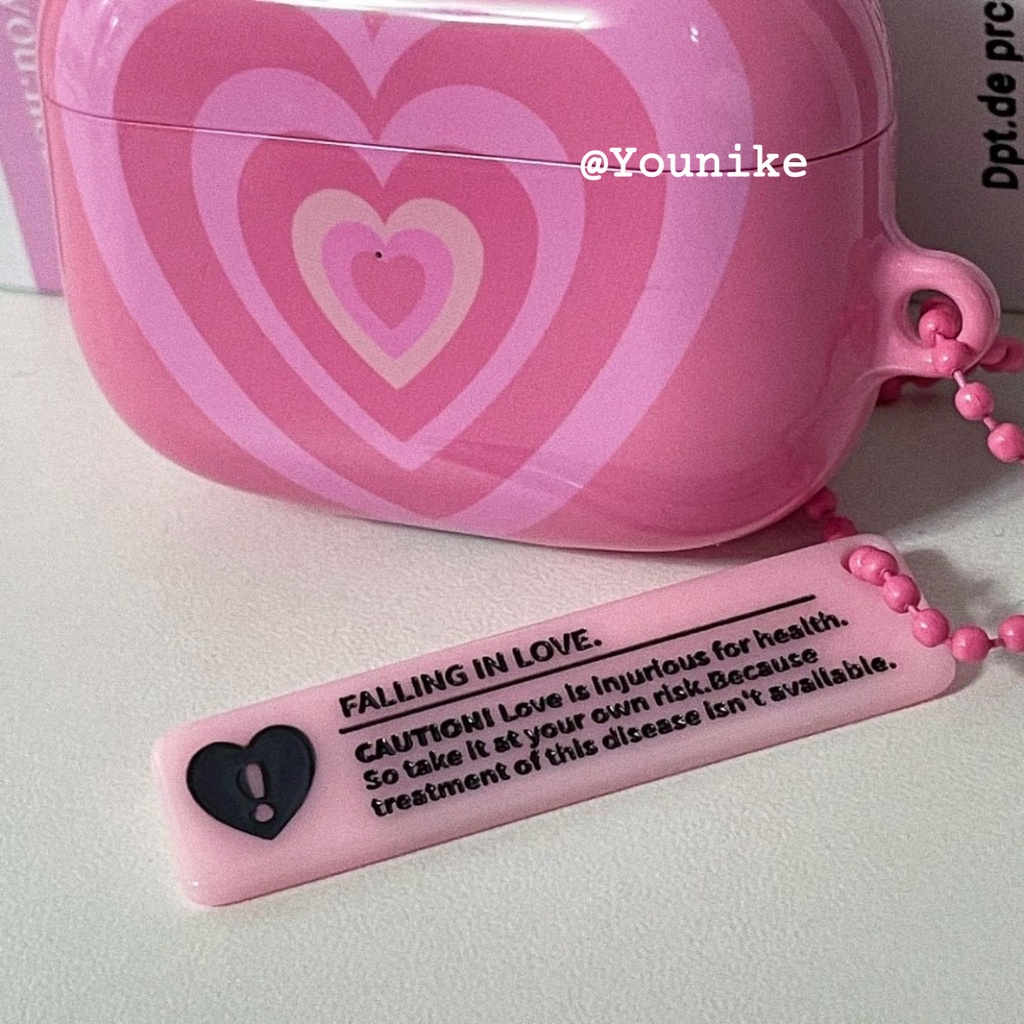 Dpt.de prc
@Younike
FALLING IN LOVE.
CAUTION! Love is injurious for health.
So take it at your own risk.Because
treatment of this disease isn't available.